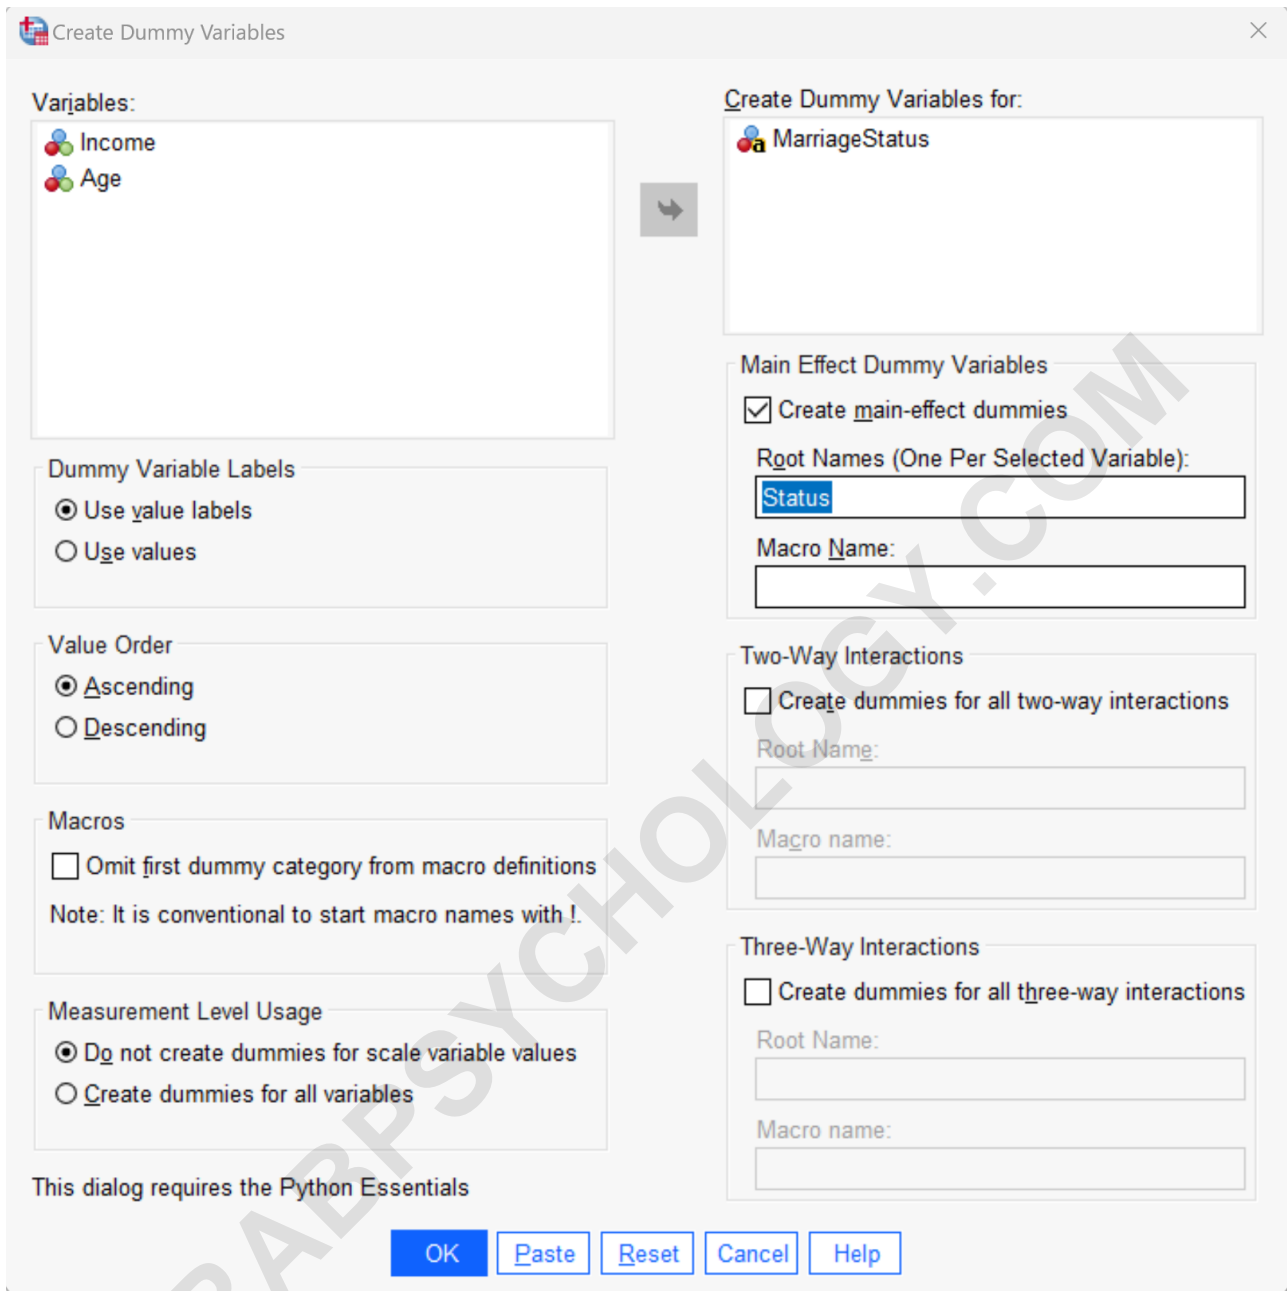 Create Dummy Variables
Variables:
Income
Age
Create Dummy Variables for:
MarriageStatus
Dummy Variable Labels
Use value labels
Use values
Value Order
Ascending
Descending
Macros
Omit first dummy category from macro definitions
Note: It is conventional to start macro names with !.
Measurement Level Usage
Do not create dummies for scale variable values
Create dummies for all variables
This dialog requires the Python Essentials
Main Effect Dummy Variables
Create main-effect dummies
Root Names (One Per Selected Variable):
Status
Macro Name:
Two-Way Interactions
Create dummies for all two-way interactions
Root Name:
Macro name:
Three-Way Interactions
Create dummies for all three-way interactions
Root Name:
Macro name:
OK
Paste
Reset
Cancel
Help
RABPSYCHOLOGY.COM